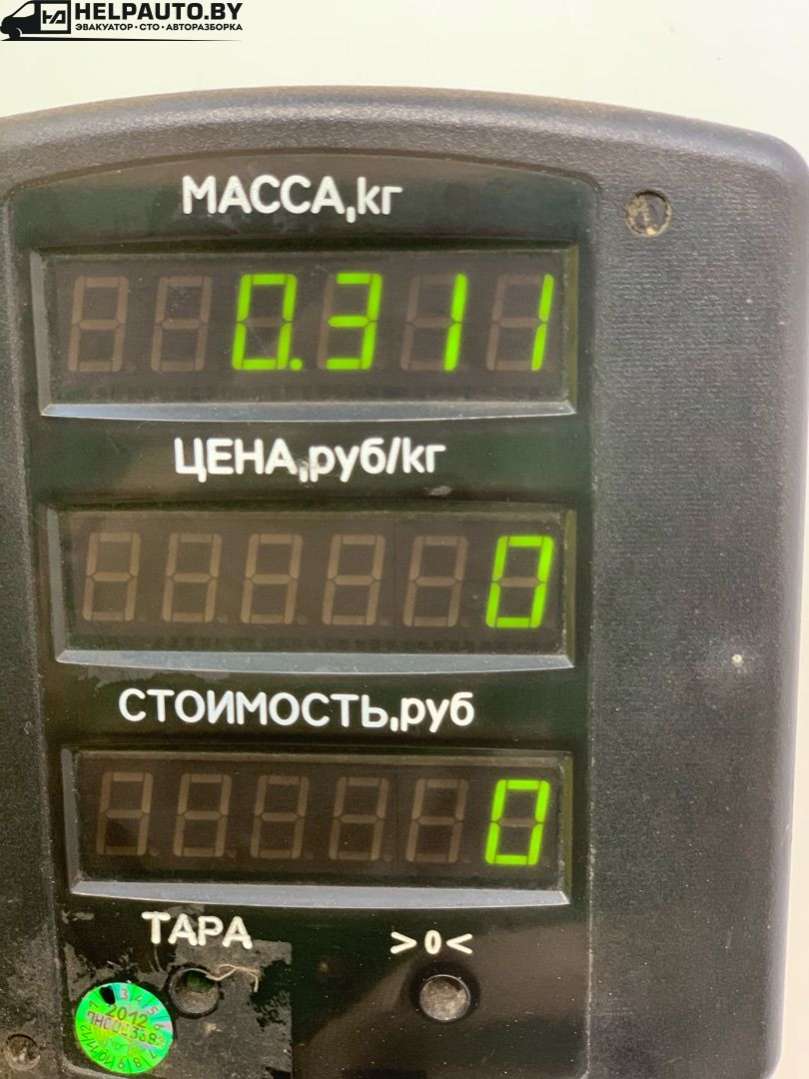 HELPAUTO.BY
ЭВАКУАТОР • СТО • АВТОРАЗБОРКА
МАССА,кг
0.311
ЦЕНА,руб/кг
0
СТОИМОСТЬ,руб
0
ТАРА
>0<
2012